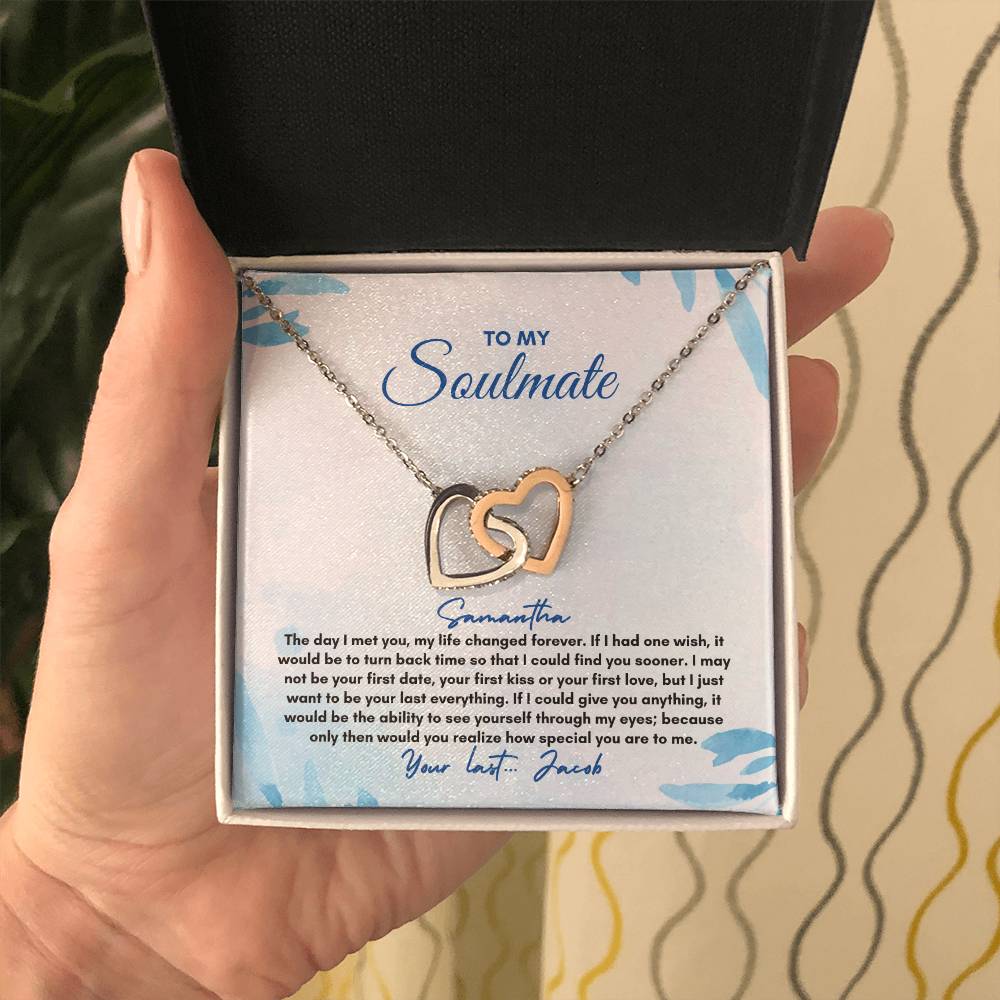 TO MY
Soulmate
Samantha
The day I met you, my life changed forever. If I had one wish, it
would be to turn back time so that I could find you sooner. I may
not be your first date, your first kiss or your first love, but I just
want to be your last everything. If I could give you anything, it
would be the ability to see yourself through my eyes; because
only then would you realize how special you are to me.
Your last... Jacob